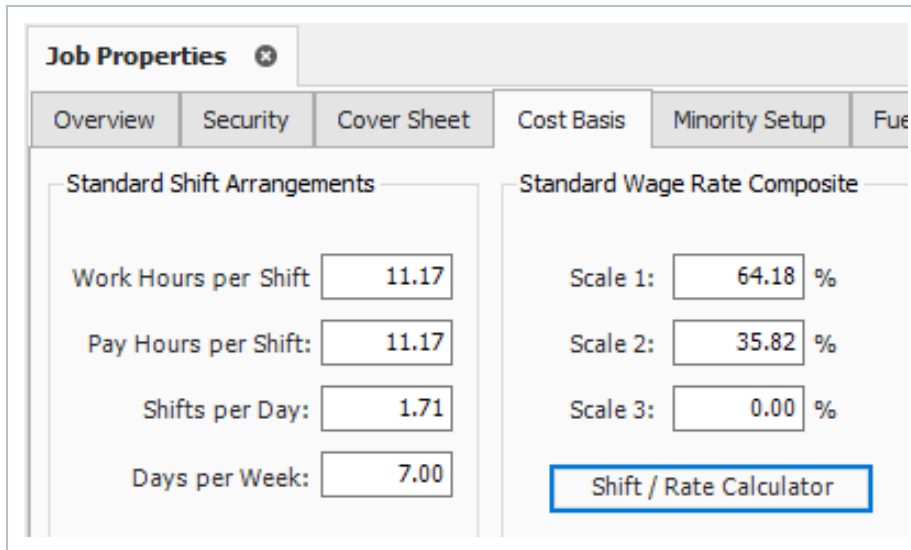 Job Properties
Overview Security Cover Sheet Cost Basis Minority Setup Fue
Standard Shift Arrangements
Work Hours per Shift 11.17
Pay Hours per Shift: 11.17
Shifts per Day: 1.71
Days per Week: 7.00
Standard Wage Rate Composite
Scale 1: 64.18 %
Scale 2: 35.82 %
Scale 3: 0.00 %
Shift / Rate Calculator